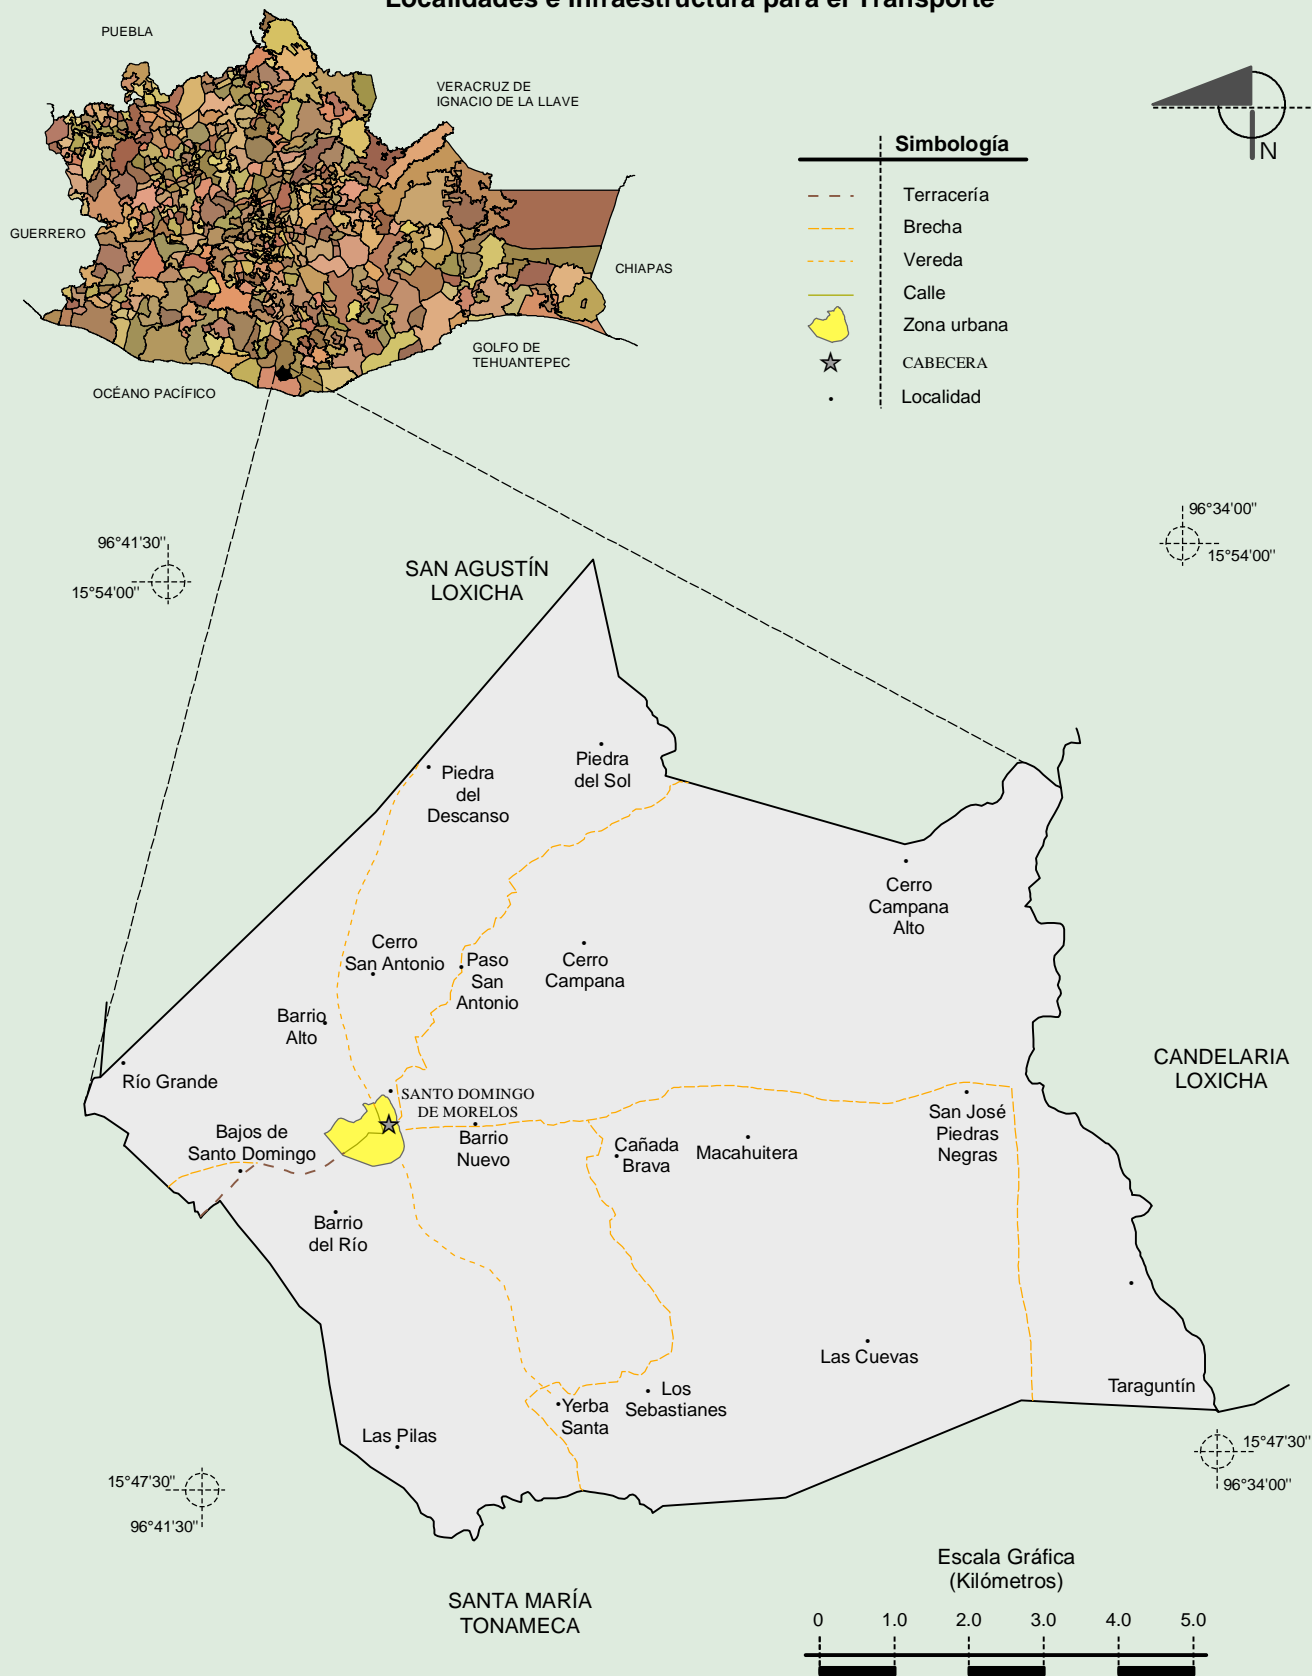 Localidades e Infraestructura para el Transporte
PUEBLA
VERACRUZ DE
IGNACIO DE LA LLAVE
GUERRERO
CHIAPAS
GOLFO DE
TEHUANTEPEC
OCÉANO PACÍFICO
N
Simbología
Terracería
Brecha
Vereda
Calle
Zona urbana
CABECERA
Localidad
96°41'30"
15°54'00"
96°34'00"
15°54'00"
SAN AGUSTÍN
LOXICHA
Piedra
del
Descanso
Piedra
del Sol
Cerro
Campana
Alto
Cerro
San Antonio
Paso
San
Antonio
Cerro
Campana
Barrio
Alto
Río Grande
SANTO DOMINGO
DE MORELOS
CANDELARIA
LOXICHA
Bajos de
Santo Domingo
Barrio
Nuevo
Cañada
Brava
Macahuitera
San José
Piedras
Negras
Barrio
del Río
Las Cuevas
Taraguntín
Los
Sebastianes
Yerba
Santa
Las Pilas
15°47'30"
96°41'30"
15°47'30"
96°34'00"
SANTA MARÍA
TONAMECA
Escala Gráfica
(Kilómetros)
0 1.0 2.0 3.0 4.0 5.0